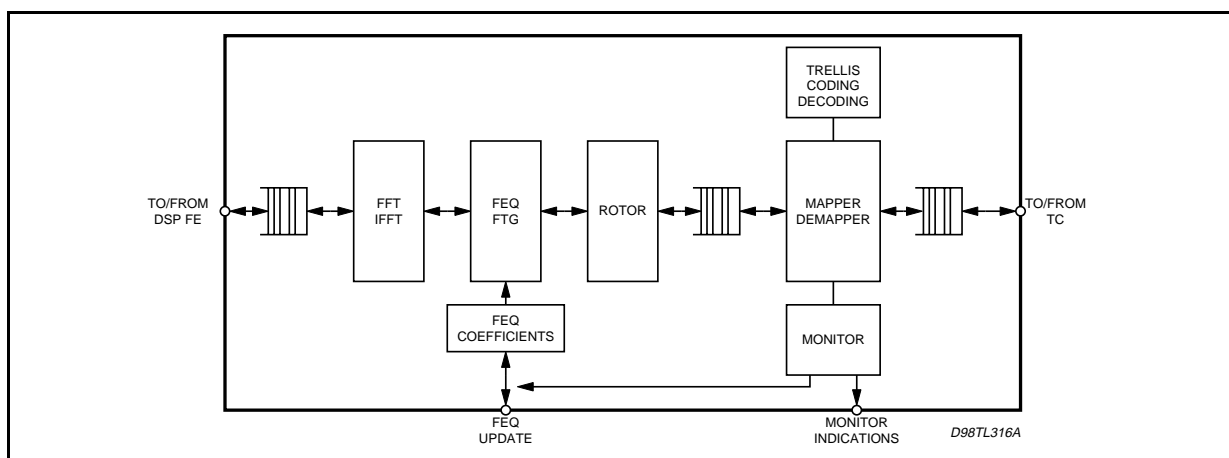 TRELLIS
CODING
DECODING
TO/FROM
DSP FE
FFT
IFFT
FEQ
FTG
ROTOR
MAPPER
DEMAPPER
TO/FROM
TC
FEQ
COEFFICIENTS
MONITOR
FEQ
UPDATE
MONITOR
INDICATIONS
D98TL316A